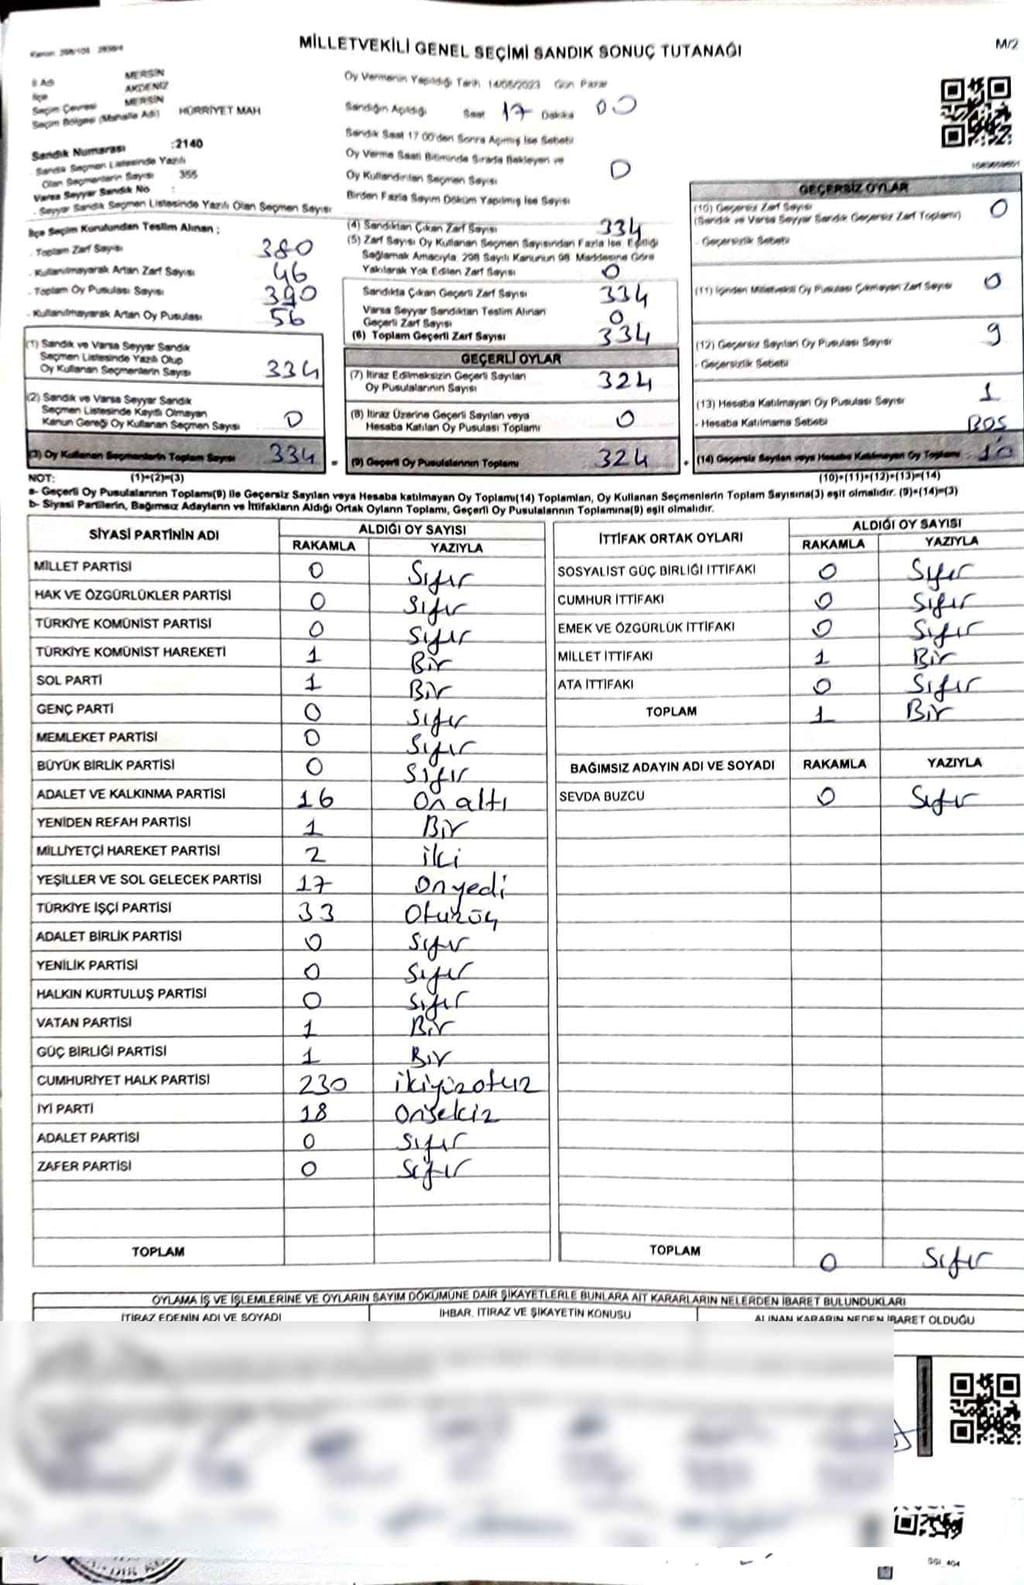 MİLLETVEKİLİ GENEL SEÇİMİ SANDIK SONUÇ TUTANAĞI
M/2
İl Adı MERSİN
İlçe AKDENİZ
Seçim Çevresi MERSİN
Seçim Bölgesi (Mahalle Adı) HÜRRİYET MAH
Sandık Numarası :2140
Sandık Seçmen Listesinde Yazılı
Olan Seçmenlerin Sayısı 355
Varsa Seyyar Sandık No :
- Seyyar Sandık Seçmen Listesinde Yazılı Olan Seçmen Sayısı
Oy Vermenin Yapıldığı Tarih 14/05/2023 Gün Pazar
Sandığın Açıldığı Saat 17 Dakika 00
Sandık Saat 17:00'den Sonra Açılmış İse Sebebi
Oy Verme Saati Bitiminde Sırada Bekleyen ve
Oy Kullandırılan Seçmen Sayısı 0
Birden Fazla Sayım Döküm Yapılmış İse Sayısı
İlçe Seçim Kurulundan Teslim Alınan ;
- Toplam Zarf Sayısı 380
- Kullanılmayarak Artan Zarf Sayısı 46
- Toplam Oy Pusulası Sayısı 390
- Kullanılmayarak Artan Oy Pusulası 56
(1) Sandık ve Varsa Seyyar Sandık
Seçmen Listesinde Yazılı Olup
Oy Kullanan Seçmenlerin Sayısı 334
(2) Sandık ve Varsa Seyyar Sandık
Seçmen Listesinde Kayıtlı Olmayan
Kanun Gereği Oy Kullanan Seçmen Sayısı 0
(3) Oy Kullanan Seçmenlerin Toplam Sayısı 334
(4) Sandıktan Çıkan Zarf Sayısı 334
(5) Zarf Sayısı Oy Kullanan Seçmen Sayısından Fazla İse, Eşitliği
Sağlamak Amacıyla, 298 Sayılı Kanunun 98. Maddesine Göre
Yakılarak Yok Edilen Zarf Sayısı 0
Sandıkta Çıkan Geçerli Zarf Sayısı 334
Varsa Seyyar Sandıktan Teslim Alınan
Geçerli Zarf Sayısı 0
(6) Toplam Geçerli Zarf Sayısı 334
GEÇERLİ OYLAR
(7) İtiraz Edilmeksizin Geçerli Sayılan
Oy Pusulalarının Sayısı 324
(8) İtiraz Üzerine Geçerli Sayılan veya
Hesaba Katılan Oy Pusulası Toplamı 0
(9) Geçerli Oy Pusulalarının Toplamı 324
GEÇERSİZ OYLAR
(10) Geçersiz Zarf Sayısı 0
(Sandık ve Varsa Seyyar Sandık Geçersiz Zarf Toplamı)
- Geçersizlik Sebebi
(11) İçinden Milletvekili Oy Pusulası Çıkmayan Zarf Sayısı 0
(12) Geçersiz Sayılan Oy Pusulası Sayısı 9
- Geçersizlik Sebebi
(13) Hesaba Katılmayan Oy Pusulası Sayısı 1
- Hesaba Katılmama Sebebi BOŞ
(14) Geçersiz Sayılan veya Hesaba Katılmayan Oy Toplamı 10
NOT: (1)+(2)=(3) (10)+(11)+(12)+(13)=(14)
a- Geçerli Oy Pusulalarının Toplamı(9) ile Geçersiz Sayılan veya Hesaba katılmayan Oy Toplamı(14) Toplamları, Oy Kullanan Seçmenlerin Toplam Sayısına(3) eşit olmalıdır. (9)+(14)=(3)
b- Siyasi Partilerin, Bağımsız Adayların ve İttifakların Aldığı Ortak Oyların Toplamı, Geçerli Oy Pusulalarının Toplamına(9) eşit olmalıdır.
SİYASİ PARTİNİN ADI ALDIĞI OY SAYISI
RAKAMLA YAZIYLA
MİLLET PARTİSİ 0 Sıfır
HAK VE ÖZGÜRLÜKLER PARTİSİ 0 Sıfır
TÜRKİYE KOMÜNİST PARTİSİ 0 Sıfır
TÜRKİYE KOMÜNİST HAREKETİ 1 Bir
SOL PARTİ 1 Bir
GENÇ PARTİ 0 Sıfır
MEMLEKET PARTİSİ 0 Sıfır
BÜYÜK BİRLİK PARTİSİ 0 Sıfır
ADALET VE KALKINMA PARTİSİ 16 On altı
YENİDEN REFAH PARTİSİ 1 Bir
MİLLİYETÇİ HAREKET PARTİSİ 2 iki
YEŞİLLER VE SOL GELECEK PARTİSİ 17 Onyedi
TÜRKİYE İŞÇİ PARTİSİ 33 Otuzüç
ADALET BİRLİK PARTİSİ 0 Sıfır
YENİLİK PARTİSİ 0 Sıfır
HALKIN KURTULUŞ PARTİSİ 0 Sıfır
VATAN PARTİSİ 1 Bir
GÜÇ BİRLİĞİ PARTİSİ 1 Bir
CUMHURİYET HALK PARTİSİ 230 ikiyüzotuz
İYİ PARTİ 18 Onsekiz
ADALET PARTİSİ 0 Sıfır
ZAFER PARTİSİ 0 Sıfır
TOPLAM
İTTİFAK ORTAK OYLARI ALDIĞI OY SAYISI
RAKAMLA YAZIYLA
SOSYALİST GÜÇ BİRLİĞİ İTTİFAKI 0 Sıfır
CUMHUR İTTİFAKI 0 Sıfır
EMEK VE ÖZGÜRLÜK İTTİFAKI 0 Sıfır
MİLLET İTTİFAKI 1 Bir
ATA İTTİFAKI 0 Sıfır
TOPLAM 1 Bir
BAĞIMSIZ ADAYIN ADI VE SOYADI RAKAMLA YAZIYLA
SEVDA BUZCU 0 Sıfır
TOPLAM 0 Sıfır
OYLAMA İŞ VE İŞLEMLERİNE VE OYLARIN SAYIM DÖKÜMÜNE DAİR ŞİKAYETLERLE BUNLARA AİT KARARLARIN NELERDEN İBARET BULUNDUKLARI
İTİRAZ EDENİN ADI VE SOYADI İHBAR, İTİRAZ VE ŞİKAYETİN KONUSU ALINAN KARARIN NEDEN İBARET OLDUĞU